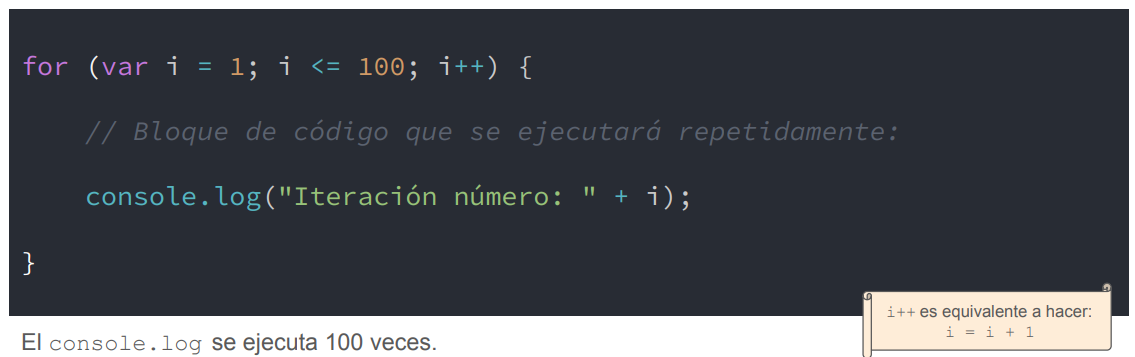 for (var i = 1; i <= 100; i++) {
// Bloque de código que se ejecutará repetidamente:
console.log("Iteración número: " + i);
}
i++ es equivalente a hacer:
i = i + 1
El console.log se ejecuta 100 veces.